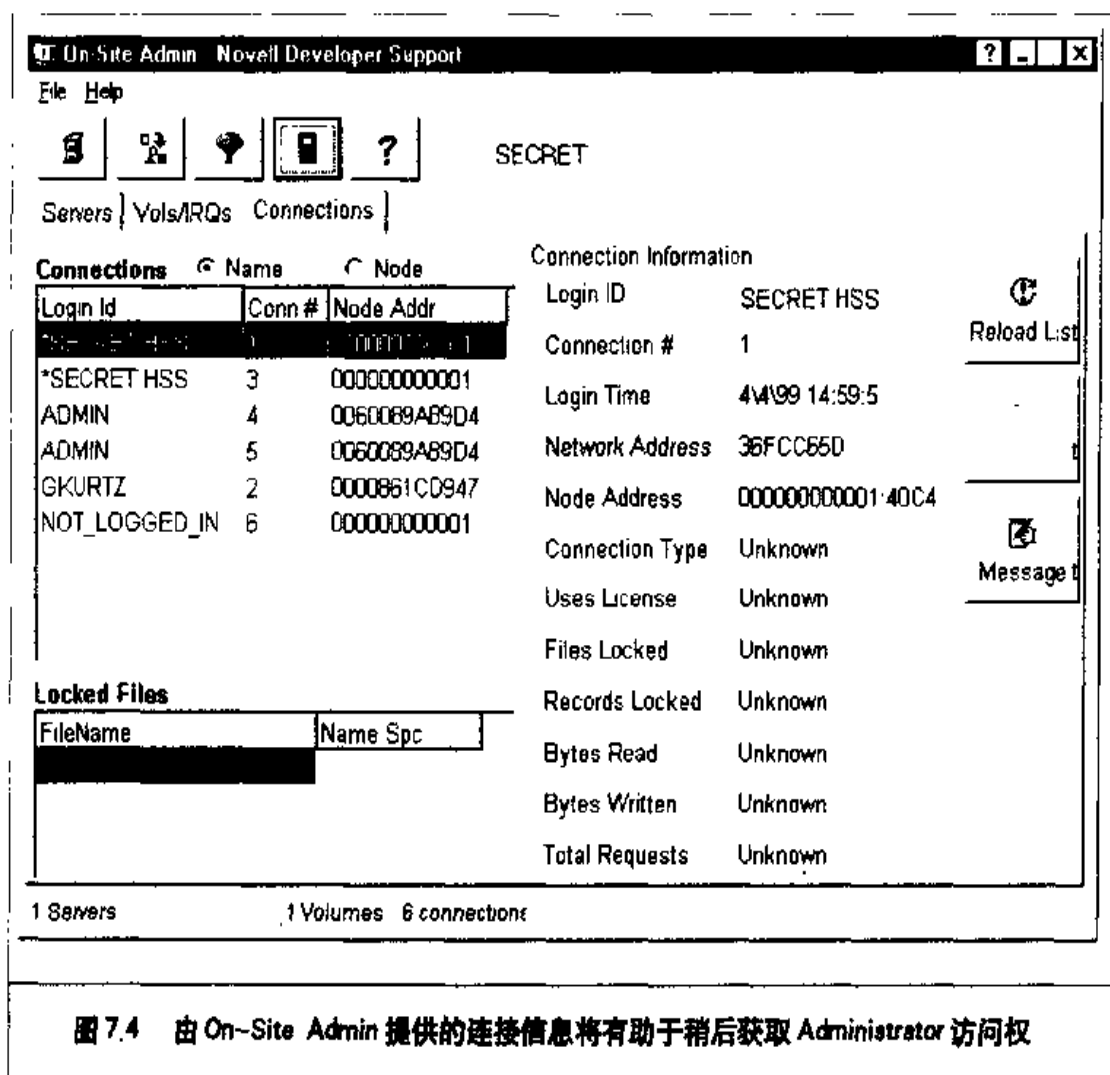 On-Site Admin Novell Developer Support
File Help
SECRET
Servers Vols/IRQs Connections
Connections Name Node
Login Id Conn # Node Addr
*SECRET HSS 3 000000000001
ADMIN 4 0060089A89D4
ADMIN 5 0060089A89D4
GKURTZ 2 0000861CD947
NOT_LOGGED_IN 6 000000000001
Locked Files
FileName Name Spc
Connection Information
Login ID SECRET HSS
Connection # 1
Login Time 4\4\99 14:59:5
Network Address 36FCC65D
Node Address 000000000001:40C4
Connection Type Unknown
Uses License Unknown
Files Locked Unknown
Records Locked Unknown
Bytes Read Unknown
Bytes Written Unknown
Total Requests Unknown
Reload List
Message t
1 Servers 1 Volumes 6 connections
图 7.4 由 On-Site Admin 提供的连接信息将有助于稍后获取 Administrator 访问权